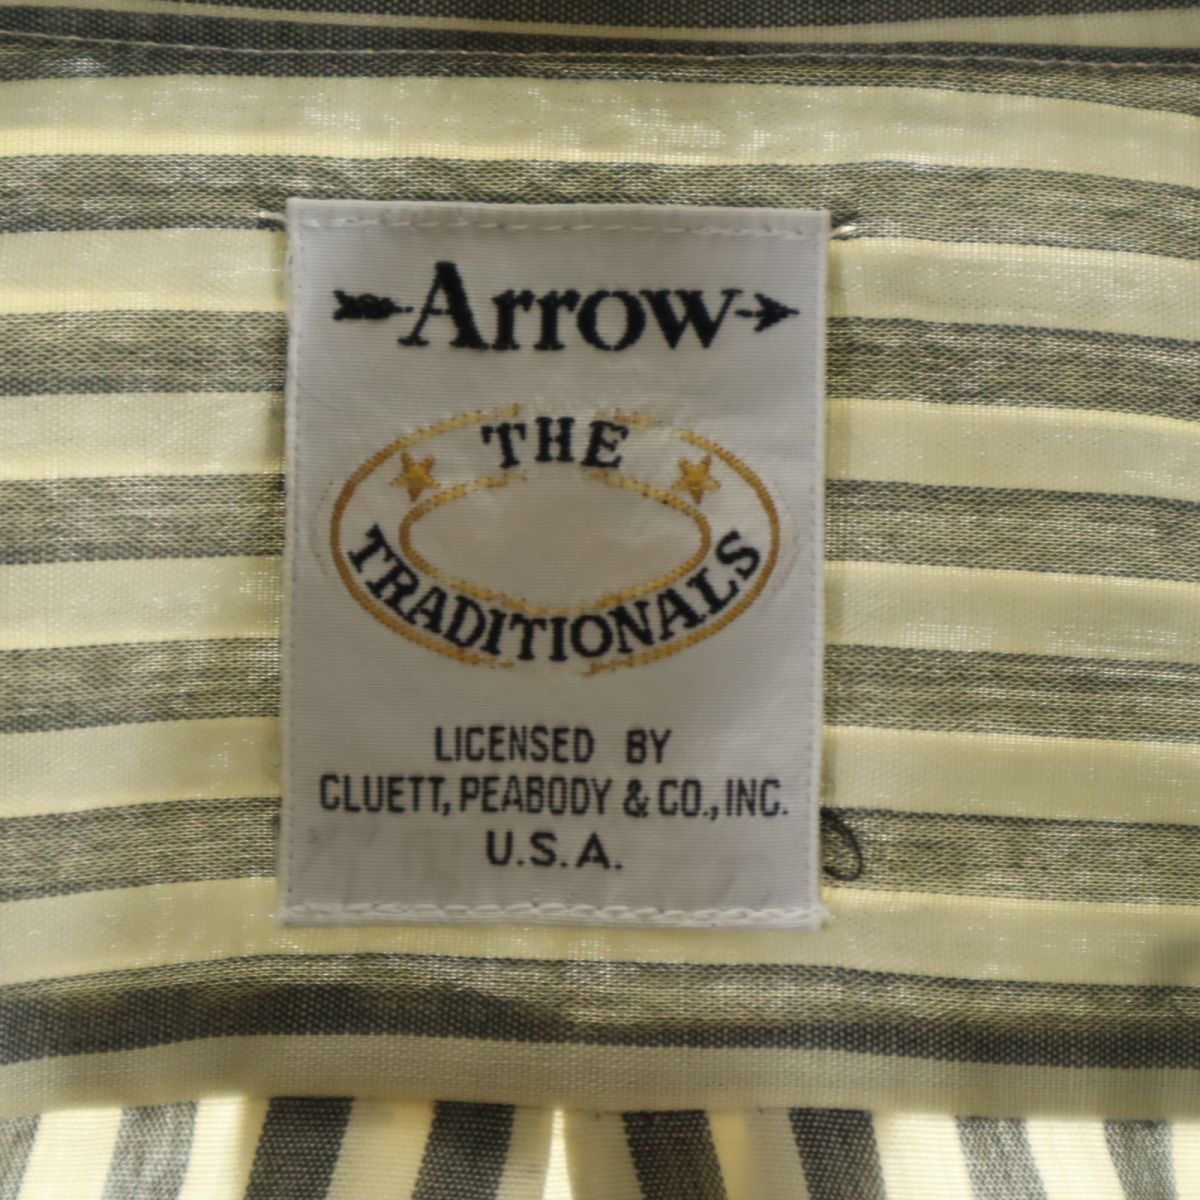 Arrow
THE
TRADITIONALS
LICENSED BY
CLUETT, PEABODY & CO., INC.
U.S.A.